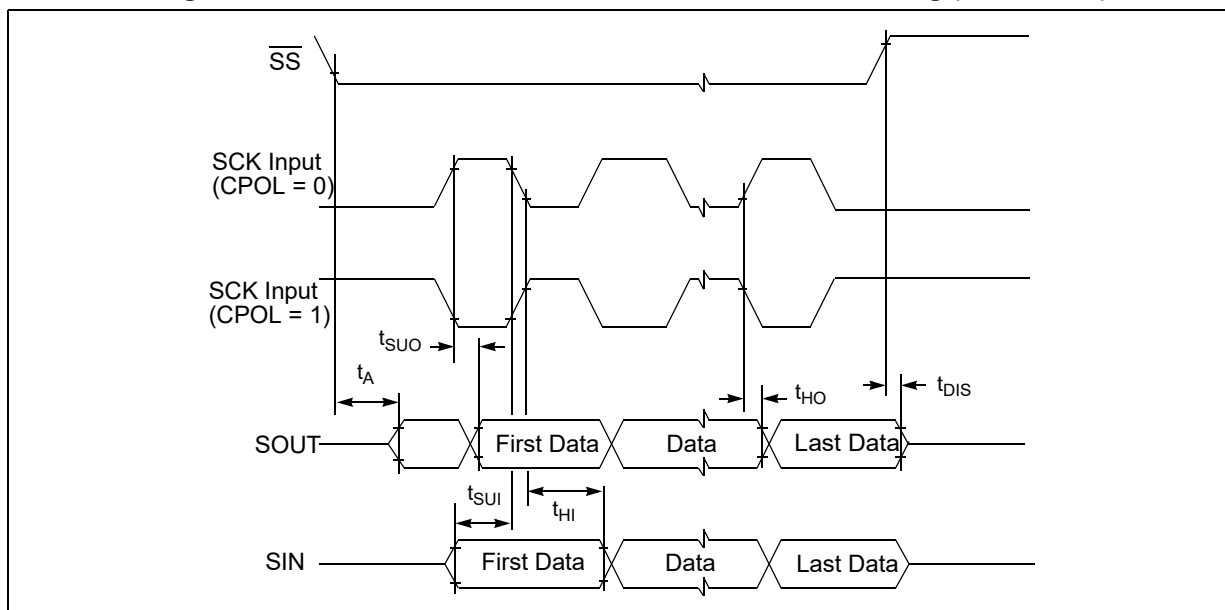 SS
SCK Input
(CPOL = 0)
SCK Input
(CPOL = 1)
tSUO
tA
tHO
tDIS
SOUT
First Data
Data
Last Data
tSUI
tHI
SIN
First Data
Data
Last Data